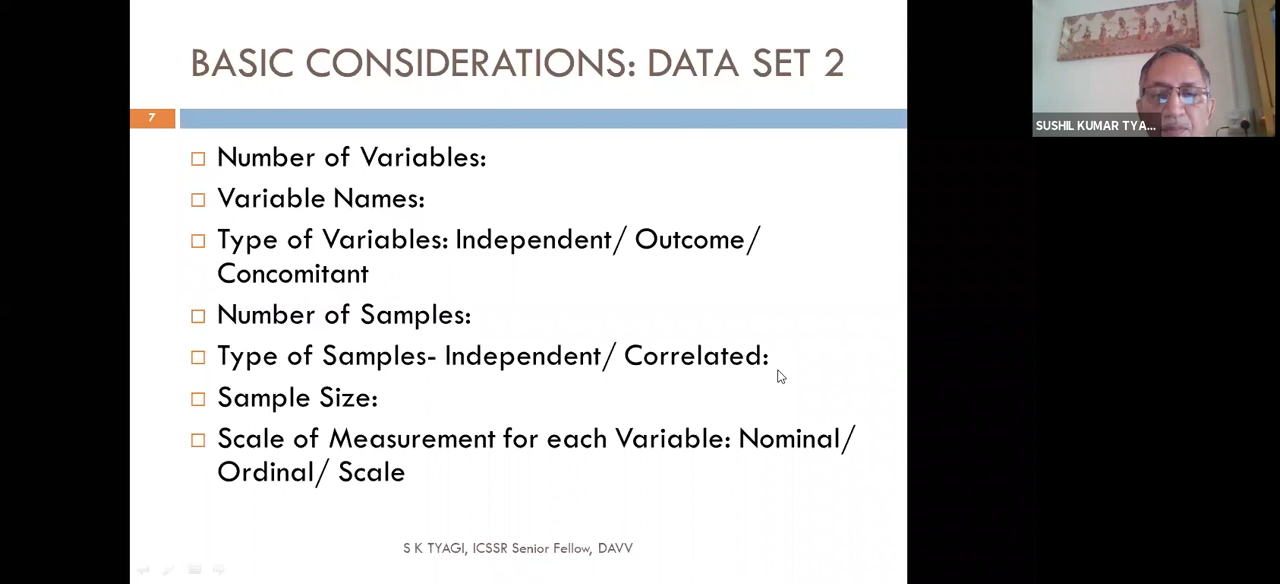 BASIC CONSIDERATIONS: DATA SET 2
7
Number of Variables:
Variable Names:
Type of Variables: Independent/ Outcome/
Concomitant
Number of Samples:
Type of Samples- Independent/ Correlated:
Sample Size:
Scale of Measurement for each Variable: Nominal/
Ordinal/ Scale
S K TYAGI, ICSSR Senior Fellow, DAVV
SUSHIL KUMAR TYA...